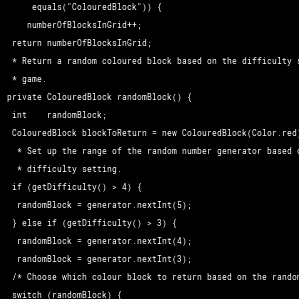 equals("ColouredBlock")) {
numberOfBlocksInGrid++;
return numberOfBlocksInGrid;
* Return a random coloured block based on the difficulty s
* game.
private ColouredBlock randomBlock() {
int    randomBlock;
ColouredBlock blockToReturn = new ColouredBlock(Color.red
* Set up the range of the random number generator based o
* difficulty setting.
if (getDifficulty() > 4) {
randomBlock = generator.nextInt(5);
} else if (getDifficulty() > 3) {
randomBlock = generator.nextInt(4);
randomBlock = generator.nextInt(3);
/* Choose which colour block to return based on the random
switch (randomBlock) {